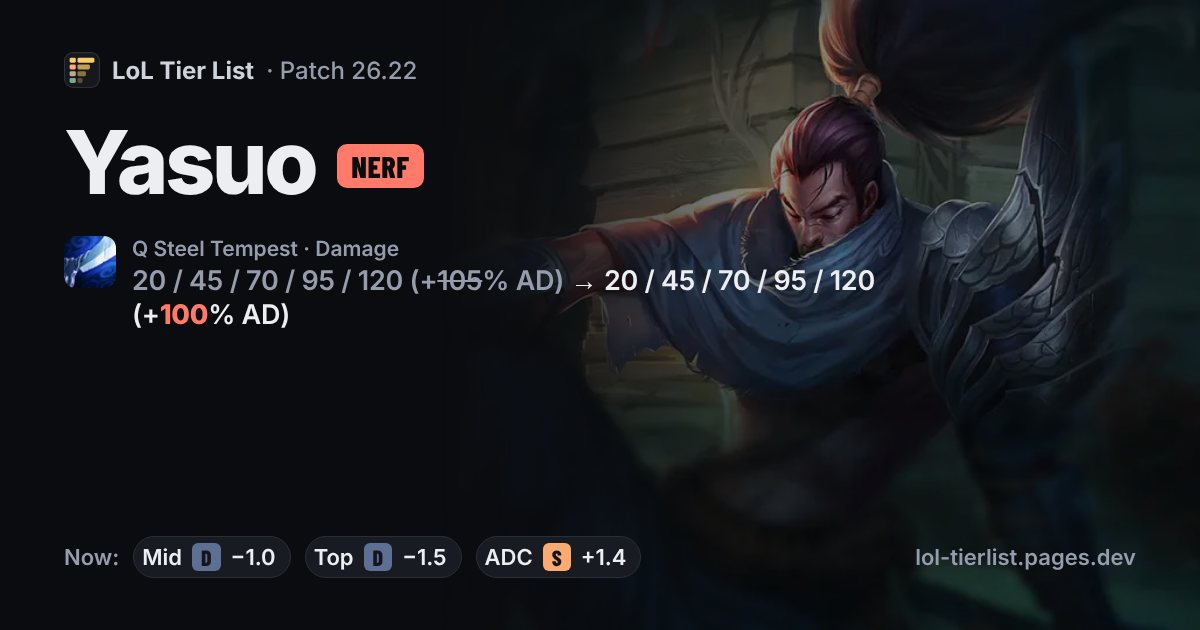 LoL Tier List · Patch 26.22
Yasuo NERF
Q Steel Tempest · Damage
20 / 45 / 70 / 95 / 120 (+105% AD) → 20 / 45 / 70 / 95 / 120
(+100% AD)
Now: Mid D −1.0 Top D −1.5 ADC S +1.4 lol-tierlist.pages.dev